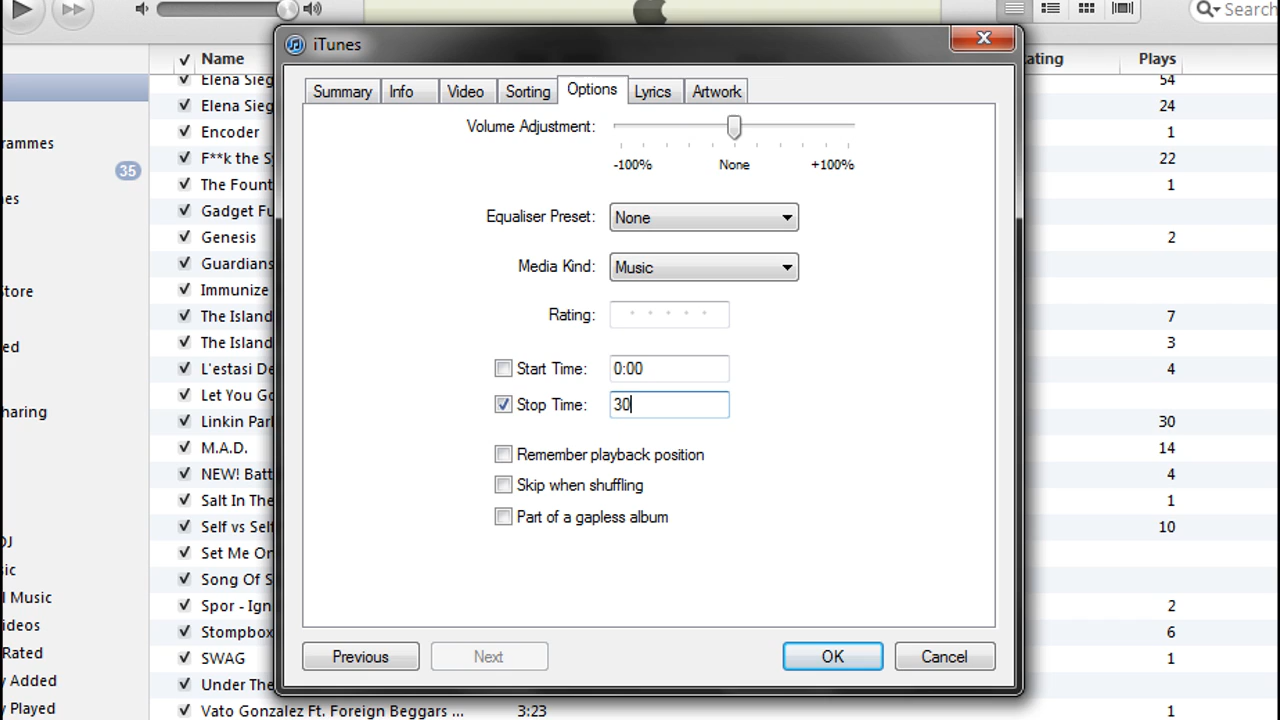 Search
Name
ating
Plays
Elena Sieg
54
Elena Sieg
24
Encoder
1
F**k the Sy
22
The Fount
1
Gadget Fu
Genesis
2
Guardians
Immunize
The Island
7
The Island
3
L'estasi De
4
Let You Go
Linkin Park
30
M.A.D.
14
NEW! Batt
4
Salt In The
1
Self vs Self
10
Set Me On
Song Of S
Spor - Ign
2
Stompbox
6
SWAG
1
Under The
Vato Gonzalez Ft. Foreign Beggars ...
3:23
1
rammes
35
es
tore
ed
haring
DJ
ic
l Music
ideos
Rated
y Added
y Played
iTunes
Summary
Info
Video
Sorting
Options
Lyrics
Artwork
Volume Adjustment:
-100%
None
+100%
Equaliser Preset:
None
Media Kind:
Music
Rating:
Start Time:
0:00
Stop Time:
30
Remember playback position
Skip when shuffling
Part of a gapless album
Previous
Next
OK
Cancel